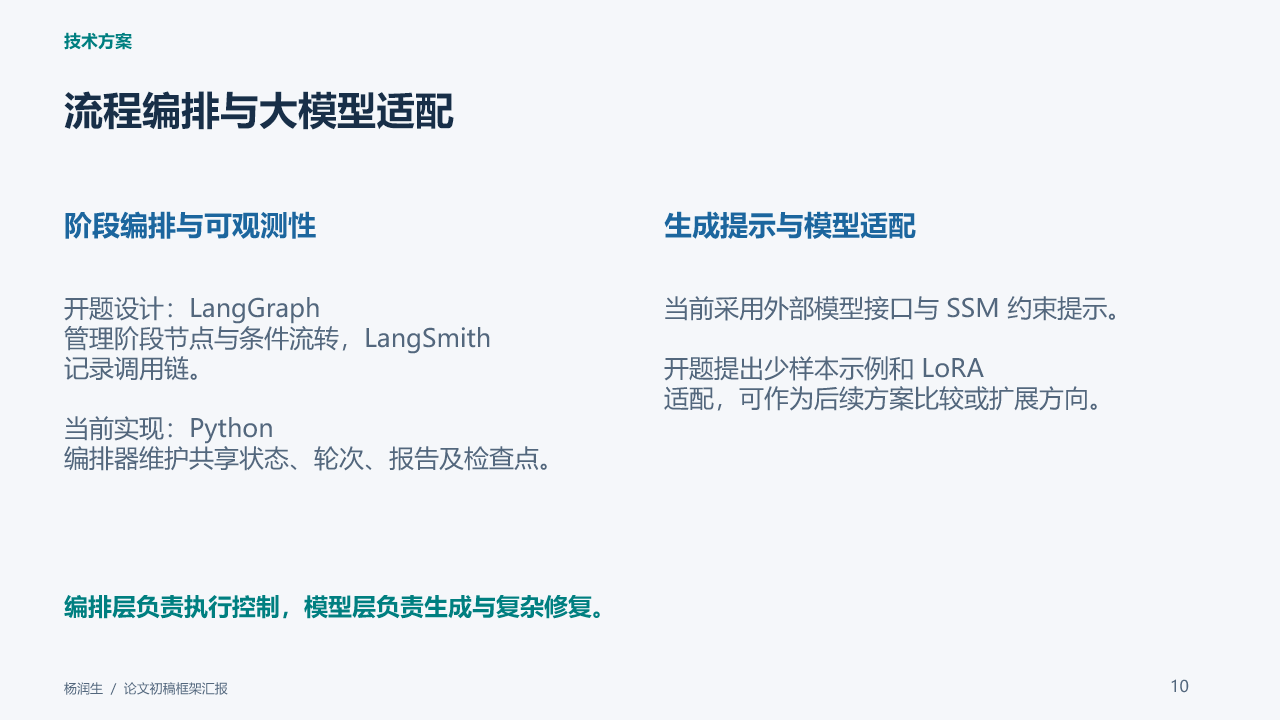 技术方案
流程编排与大模型适配
阶段编排与可观测性
开题设计：LangGraph
管理阶段节点与条件流转，LangSmith
记录调用链。
当前实现：Python
编排器维护共享状态、轮次、报告及检查点。
生成提示与模型适配
当前采用外部模型接口与 SSM 约束提示。
开题提出少样本示例和 LoRA
适配，可作为后续方案比较或扩展方向。
编排层负责执行控制，模型层负责生成与复杂修复。
杨润生 / 论文初稿框架汇报
10